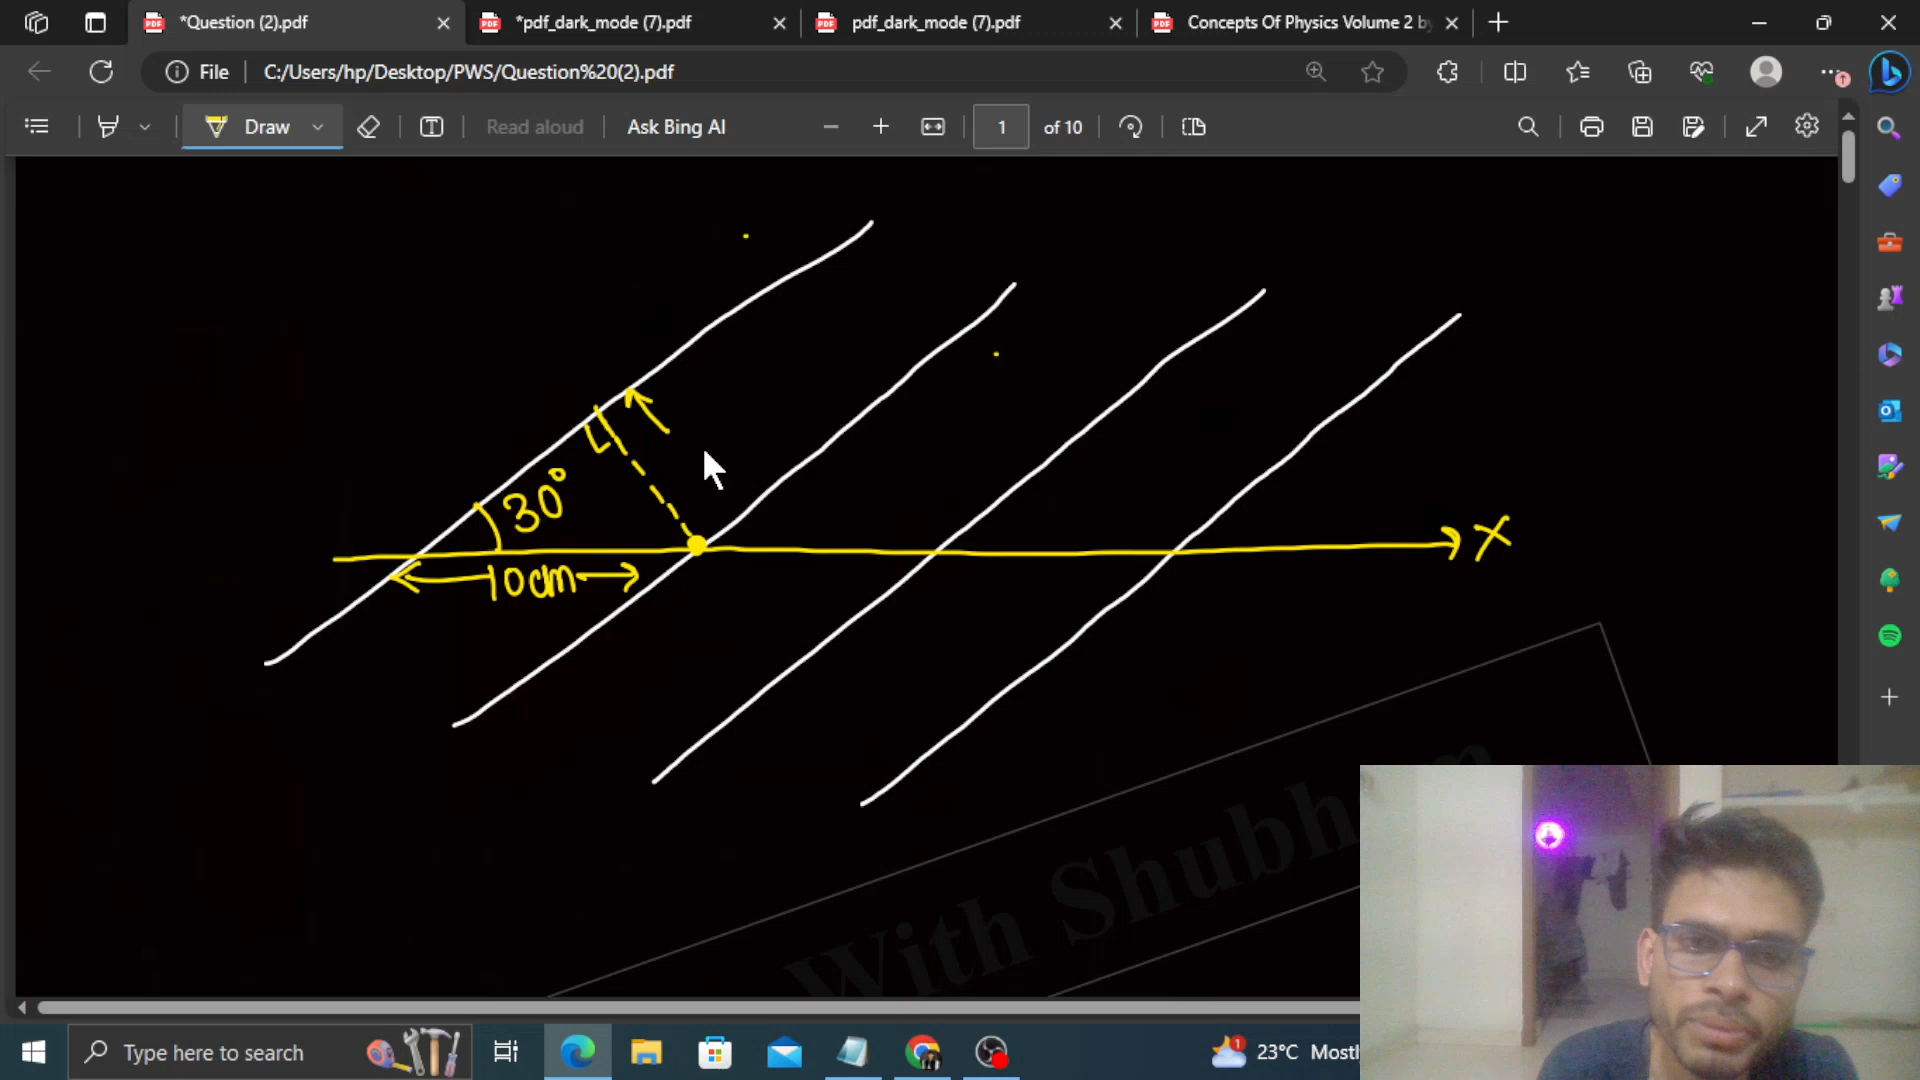 *Question (2).pdf
*pdf_dark_mode (7).pdf
pdf_dark_mode (7).pdf
Concepts Of Physics Volume 2 by
File
C:/Users/hp/Desktop/PWS/Question%20(2).pdf
Draw
Read aloud
Ask Bing AI
1
of 10
30°
10cm
X
With Shubh
Type here to search
1
23°C Mostl